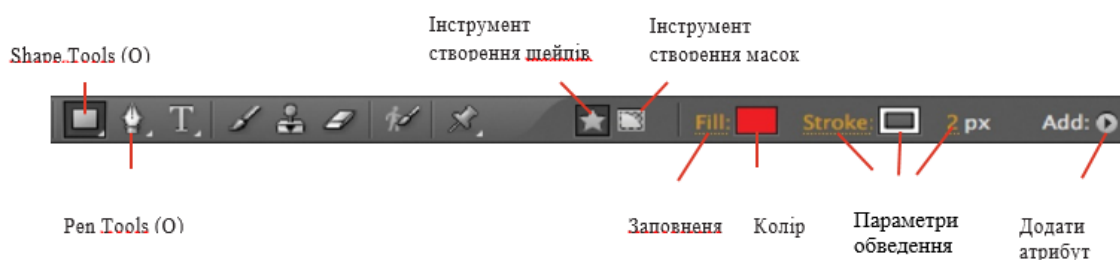 Інструмент
створення шейпів
Інструмент
створення масок
Shape Tools (O)
T
Fill:
Stroke:
2 px
Add:
Pen Tools (O)
Заповненя
Колір
Параметри
обведення
Додати
атрибут